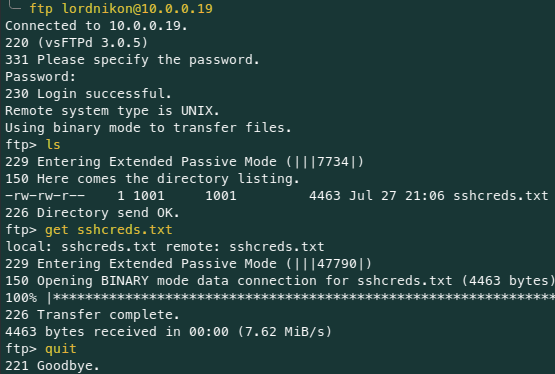 ftp lordnikon@10.0.0.19
Connected to 10.0.0.19.
220 (vsFTPd 3.0.5)
331 Please specify the password.
Password:
230 Login successful.
Remote system type is UNIX.
Using binary mode to transfer files.
ftp> ls
229 Entering Extended Passive Mode (|||7734|)
150 Here comes the directory listing.
-rw-rw-r--    1 1001     1001         4463 Jul 27 21:06 sshcreds.txt
226 Directory send OK.
ftp> get sshcreds.txt
local: sshcreds.txt remote: sshcreds.txt
229 Entering Extended Passive Mode (|||47790|)
150 Opening BINARY mode data connection for sshcreds.txt (4463 bytes)
100% |***************************************************************
226 Transfer complete.
4463 bytes received in 00:00 (7.62 MiB/s)
ftp> quit
221 Goodbye.